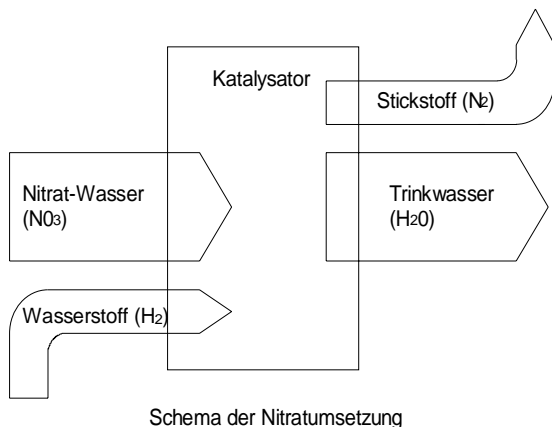 Katalysator
Stickstoff (N2)
Nitrat-Wasser
(N03)
Trinkwasser
(H20)
Wasserstoff (H2)
Schema der Nitratumsetzung